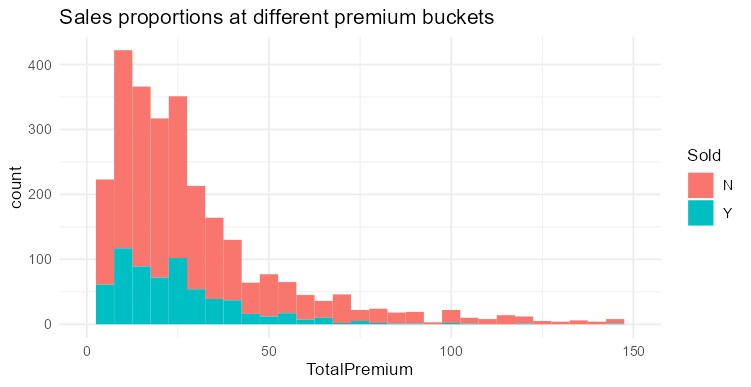 Sales proportions at different premium buckets
400
300
200
100
0
count
0 50 100 150
TotalPremium
Sold
N
Y